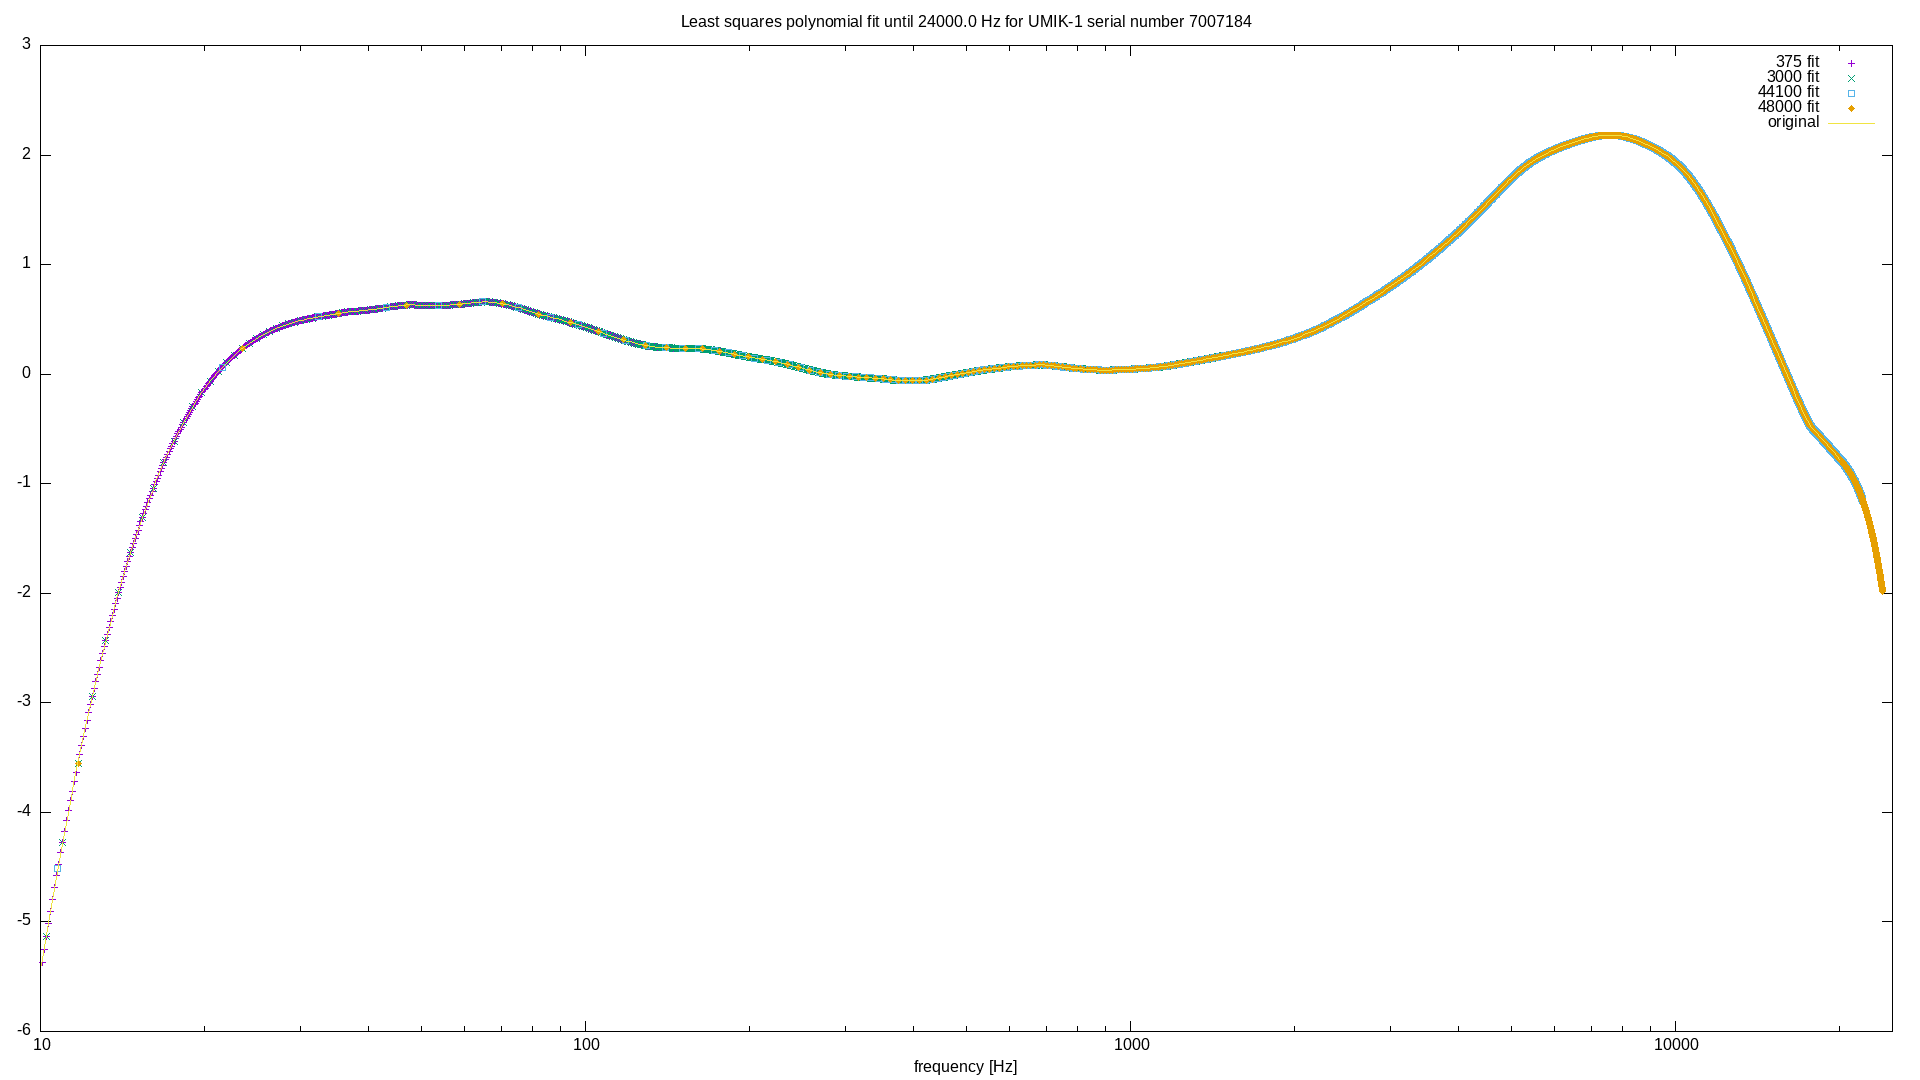 Least squares polynomial fit until 24000.0 Hz for UMIK-1 serial number 7007184
3
375 fit
3000 fit
44100 fit
48000 fit
original
2
1
0
-1
-2
-3
-4
-5
-6
10 100 1000 10000
frequency [Hz]